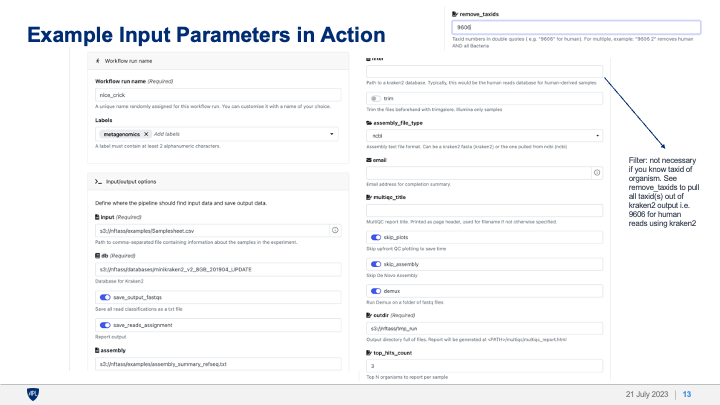 Example Input Parameters in Action
remove_taxids
9606
Taxid numbers in double quotes ( e.g. "9606" for human). For multiple, example: "9606 2" removes human
AND all Bacteria
Workflow run name
Workflow run name (Required)
nice_crick
A unique name randomly assigned for this workflow run. You can customize it with a name of your choice.
Labels
metagenomics × Add labels
A label must contain at least 2 alphanumeric characters.
Input/output options
Define where the pipeline should find input data and save output data.
input (Required)
s3://nftass/examples/Samplesheet.csv
Path to comma-separated file containing information about the samples in the experiment.
db (Required)
s3://nftass/databases/minikraken2_v2_8GB_201904_UPDATE
Database for Kraken2
save_output_fastqs
Save all read classifications as a txt file
save_reads_assignment
Report output
assembly
s3://nftass/examples/assembly_summary_refseq.txt
filter
Path to a kraken2 database. Typically, this would be the human reads database for human-derived samples
trim
Trim the files beforehand with trimgalore. Illumina only samples
assembly_file_type
ncbi
Assembly text file format. Can be a kraken2 fasta (kraken2) or the one pulled from ncbi (ncbi)
email
Email address for completion summary.
multiqc_title
MultiQC report title. Printed as page header, used for filename if not otherwise specified.
skip_plots
Skip upfront QC plotting to save time
skip_assembly
Skip De Novo Assembly
demux
Run Demux on a folder of fastq files
outdir (Required)
s3://nftass/tmp_run
Output directory full of files. Report will be generated at <PATH>/multiqc/multiqc_report.html
top_hits_count
3
Top N organisms to report per sample
Filter: not necessary
if you know taxid of
organism. See
remove_taxids to pull
all taxid(s) out of
kraken2 output i.e.
9606 for human
reads using kraken2
APL
21 July 2023
13